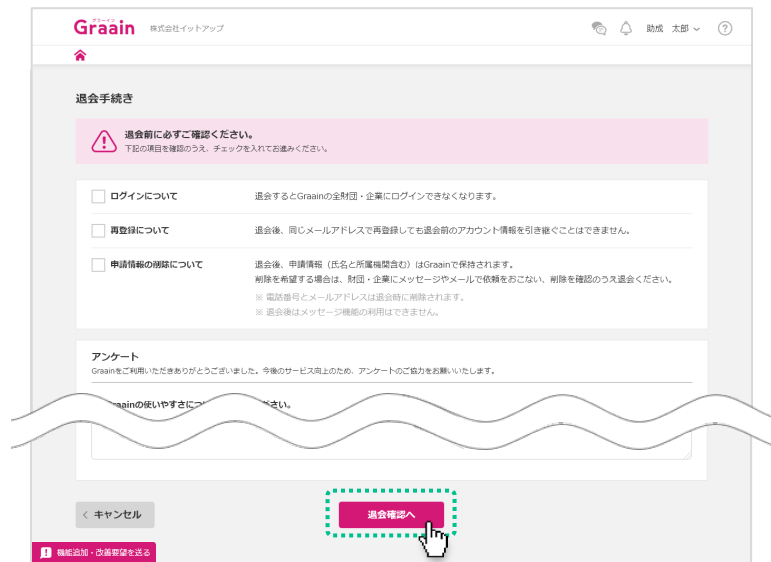 グラーイン
Graain 株式会社イットアップ 助成 太郎
退会手続き
退会前に必ずご確認ください。
下記の項目を確認のうえ、チェックを入れてお進みください。
ログインについて 退会するとGraainの全財団・企業にログインできなくなります。
再登録について 退会後、同じメールアドレスで再登録しても退会前のアカウント情報を引き継ぐことはできません。
申請情報の削除について 退会後、申請情報（氏名と所属機関含む）はGraainで保持されます。
削除を希望する場合は、財団・企業にメッセージやメールで依頼をおこない、削除を確認のうえ退会ください。
※ 電話番号とメールアドレスは退会時に削除されます。
※ 退会後はメッセージ機能の利用はできません。
アンケート
Graainをご利用いただきありがとうございました。今後のサービス向上のため、アンケートのご協力をお願いいたします。
raainの使いやすさにつ ださい。
キャンセル 退会確認へ
機能追加・改善要望を送る